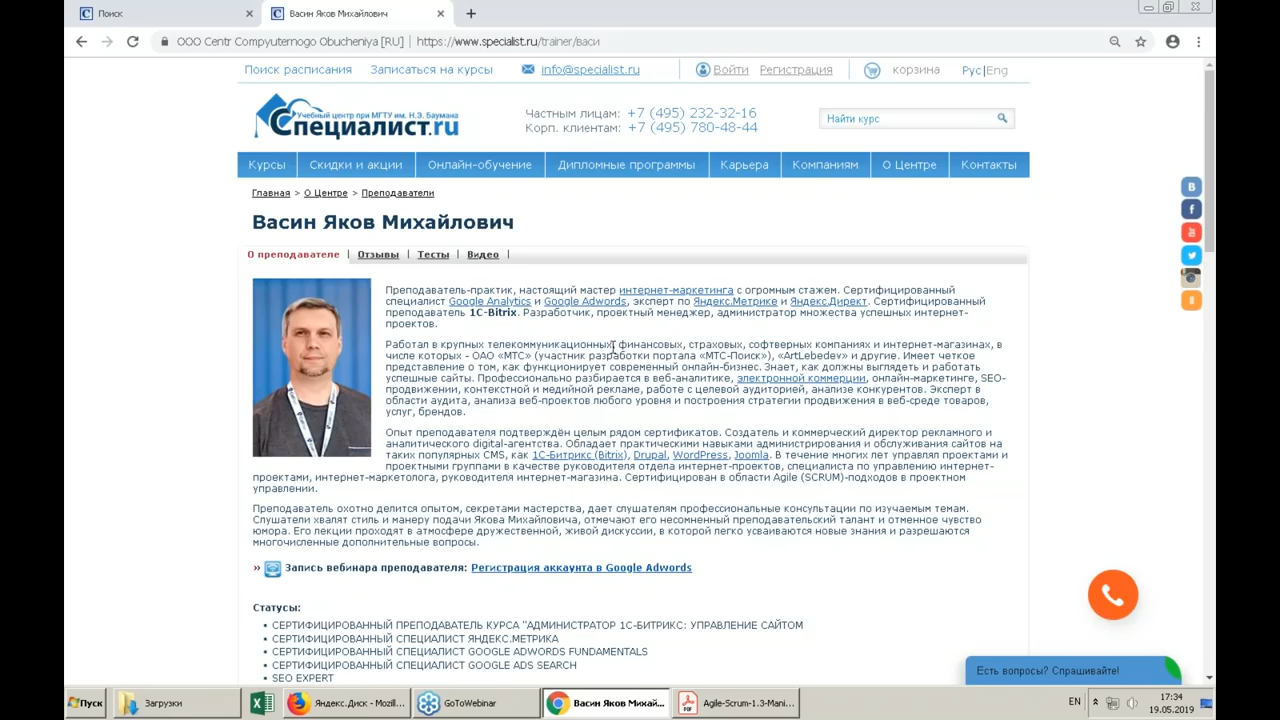 Поиск
Васин Яков Михайлович
OOO Centr Compyuternogo Obucheniya [RU] | https://www.specialist.ru/trainer/васи
Поиск расписания Записаться на курсы info@specialist.ru Войти Регистрация корзина Рус|Eng
Учебный центр при МГТУ им. Н.Э. Баумана
Специалист.ru
Частным лицам: +7 (495) 232-32-16
Корп. клиентам: +7 (495) 780-48-44
Найти курс
Курсы Скидки и акции Онлайн-обучение Дипломные программы Карьера Компаниям О Центре Контакты
Главная > О Центре > Преподаватели
Васин Яков Михайлович
О преподавателе | Отзывы | Тесты | Видео |
Преподаватель-практик, настоящий мастер интернет-маркетинга с огромным стажем. Сертифицированный
специалист Google Analytics и Google Adwords, эксперт по Яндекс.Метрике и Яндекс.Директ. Сертифицированный
преподаватель 1С-Bitrix. Разработчик, проектный менеджер, администратор множества успешных интернет-
проектов.
Работал в крупных телекоммуникационных, финансовых, страховых, софтверных компаниях и интернет-магазинах, в
числе которых - ОАО «МТС» (участник разработки портала «МТС-Поиск»), «ArtLebedev» и другие. Имеет четкое
представление о том, как функционирует современный онлайн-бизнес. Знает, как должны выглядеть и работать
успешные сайты. Профессионально разбирается в веб-аналитике, электронной коммерции, онлайн-маркетинге, SEO-
продвижении, контекстной и медийной рекламе, работе с целевой аудиторией, анализе конкурентов. Эксперт в
области аудита, анализа веб-проектов любого уровня и построения стратегии продвижения в веб-среде товаров,
услуг, брендов.
Опыт преподавателя подтверждён целым рядом сертификатов. Создатель и коммерческий директор рекламного и
аналитического digital-агентства. Обладает практическими навыками администрирования и обслуживания сайтов на
таких популярных CMS, как 1С-Битрикс (Bitrix), Drupal, WordPress, Joomla. В течение многих лет управлял проектами и
проектными группами в качестве руководителя отдела интернет-проектов, специалиста по управлению интернет-
проектами, интернет-маркетолога, руководителя интернет-магазина. Сертифицирован в области Agile (SCRUM)-подходов в проектном
управлении.
Преподаватель охотно делится опытом, секретами мастерства, дает слушателям профессиональные консультации по изучаемым темам.
Слушатели хвалят стиль и манеру подачи Якова Михайловича, отмечают его несомненный преподавательский талант и отменное чувство
юмора. Его лекции проходят в атмосфере дружественной, живой дискуссии, в которой легко усваиваются новые знания и разрешаются
многочисленные дополнительные вопросы.
» Запись вебинара преподавателя: Регистрация аккаунта в Google Adwords
Статусы:
▪ СЕРТИФИЦИРОВАННЫЙ ПРЕПОДАВАТЕЛЬ КУРСА "АДМИНИСТРАТОР 1С-БИТРИКС: УПРАВЛЕНИЕ САЙТОМ
▪ СЕРТИФИЦИРОВАННЫЙ СПЕЦИАЛИСТ ЯНДЕКС.МЕТРИКА
▪ СЕРТИФИЦИРОВАННЫЙ СПЕЦИАЛИСТ GOOGLE ADWORDS FUNDAMENTALS
▪ СЕРТИФИЦИРОВАННЫЙ СПЕЦИАЛИСТ GOOGLE ADS SEARCH
▪ SEO EXPERT
Есть вопросы? Спрашивайте!
Пуск Загрузки Яндекс.Диск - Mozill... GoToWebinar Васин Яков Михай... Agile-Scrum-1.3-Mani... EN 17:34
19.05.2019